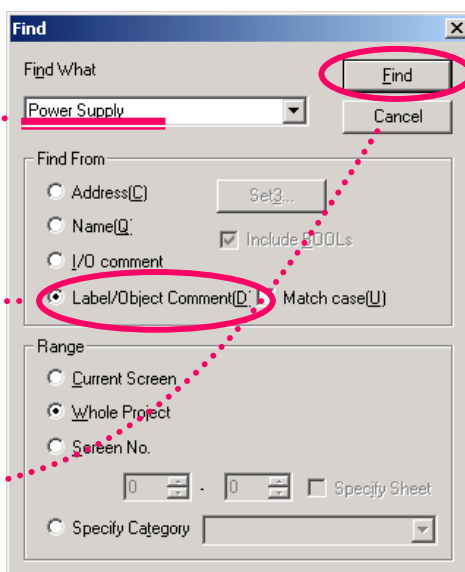 Find
Find What
Find
Power Supply
Cancel
Find From
Address(C)
Set3...
Name(Q
Include BOOLs
I/O comment
Label/Object Comment(D
Match case(U)
Range
Current Screen
Whole Project
Screen No.
0 - 0 Specify Sheet
Specify Category